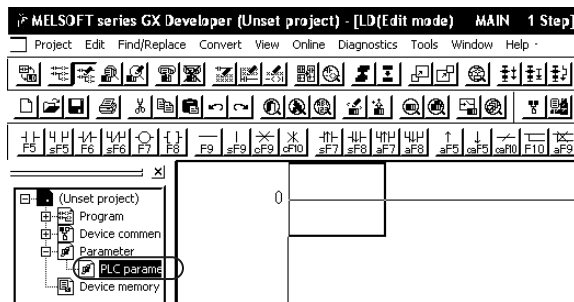 MELSOFT series GX Developer (Unset project) - [LD(Edit mode) MAIN 1 Step]
Project Edit Find/Replace Convert View Online Diagnostics Tools Window Help
F5 sF5 F6 sF6 F7 F8 F9 sF9 cF9 cF10 sF7 sF8 aF7 aF8 aF5 caF5 caF10 F10 aF9
(Unset project)
Program
Device commen
Parameter
PLC parame
Device memory
0